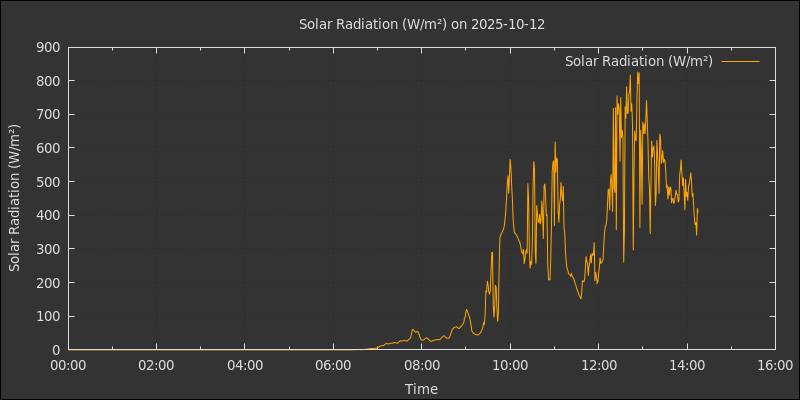 Solar Radiation (W/m²) on 2025-10-12
Solar Radiation (W/m²)
Solar Radiation (W/m²)
900
800
700
600
500
400
300
200
100
0
00:00 02:00 04:00 06:00 08:00 10:00 12:00 14:00 16:00
Time